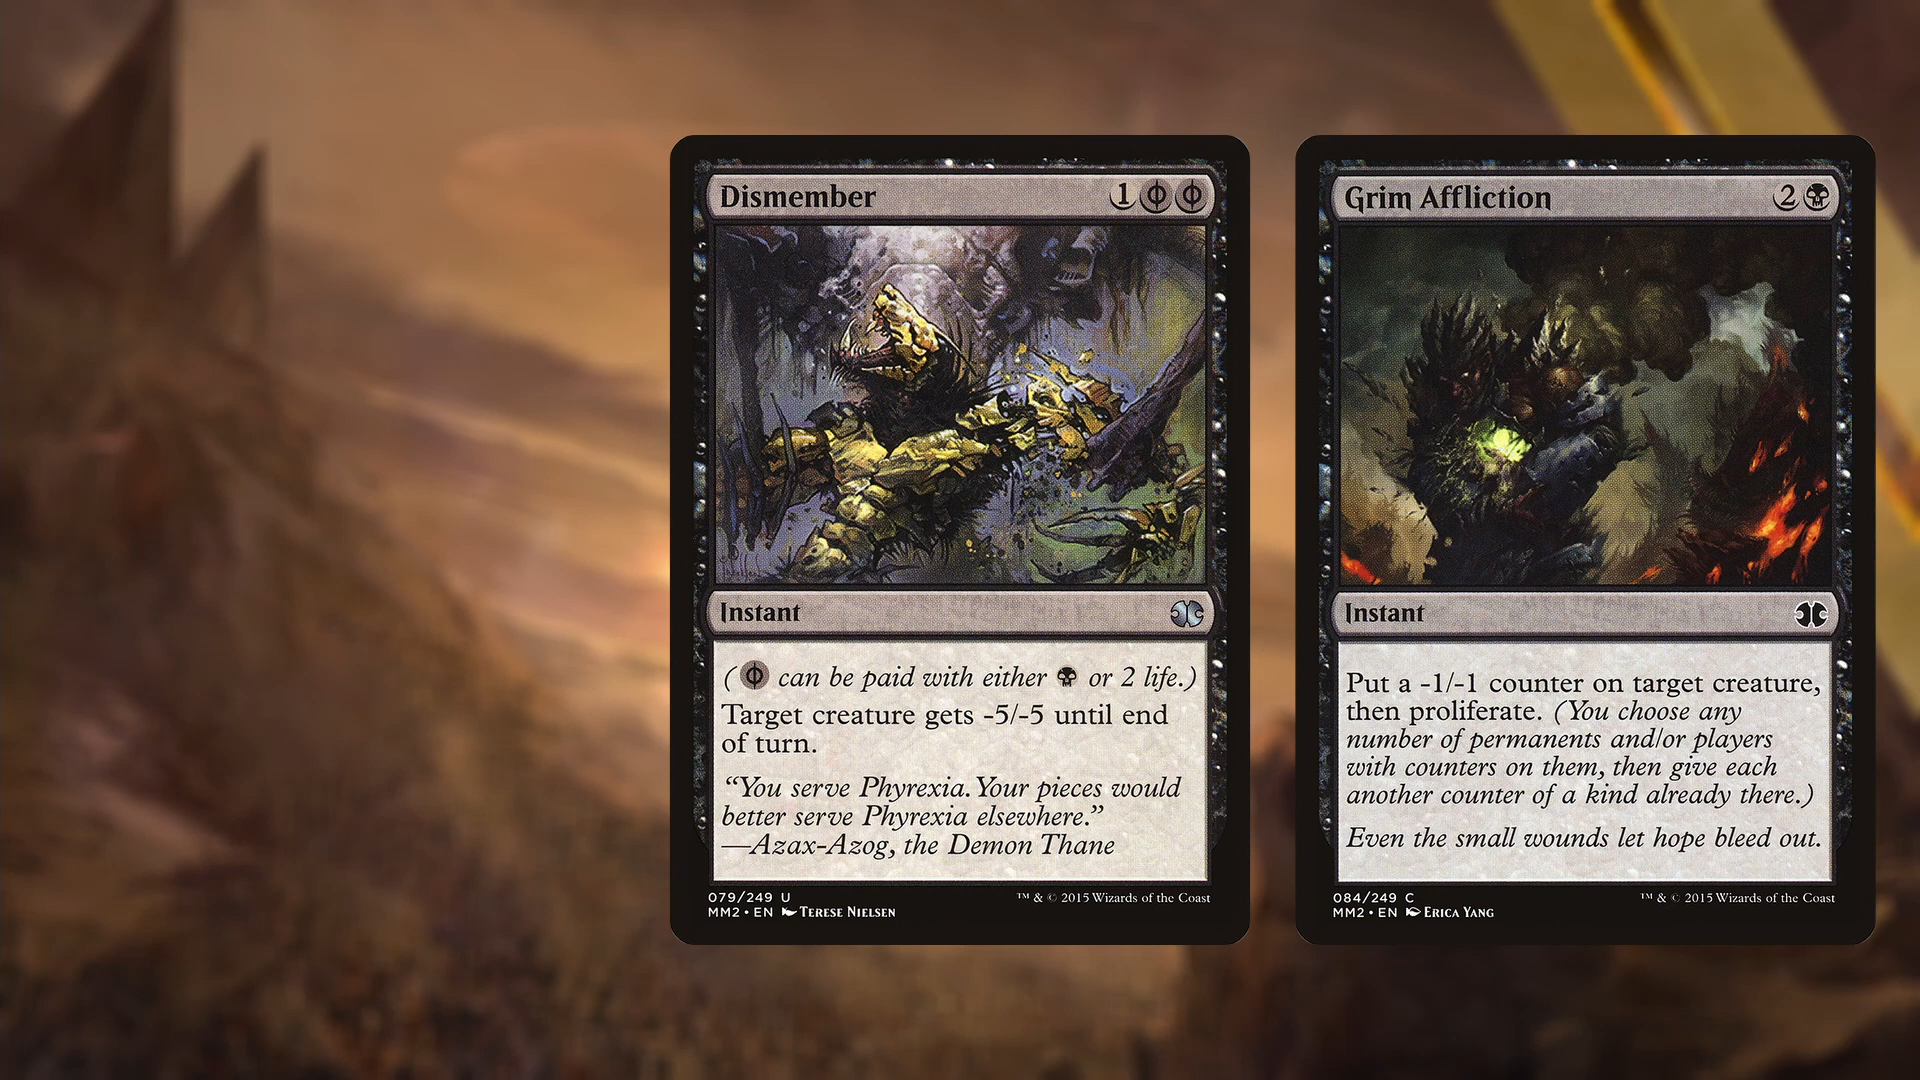 Dismember
1
Instant
( can be paid with either or 2 life.)
Target creature gets -5/-5 until end
of turn.
“You serve Phyrexia. Your pieces would
better serve Phyrexia elsewhere.”
—Azax-Azog, the Demon Thane
079/249 U
MM2 • EN Terese Nielsen
™ & © 2015 Wizards of the Coast
Grim Affliction
2
Instant
Put a -1/-1 counter on target creature,
then proliferate. (You choose any
number of permanents and/or players
with counters on them, then give each
another counter of a kind already there.)
Even the small wounds let hope bleed out.
084/249 C
MM2 • EN Erica Yang
™ & © 2015 Wizards of the Coast